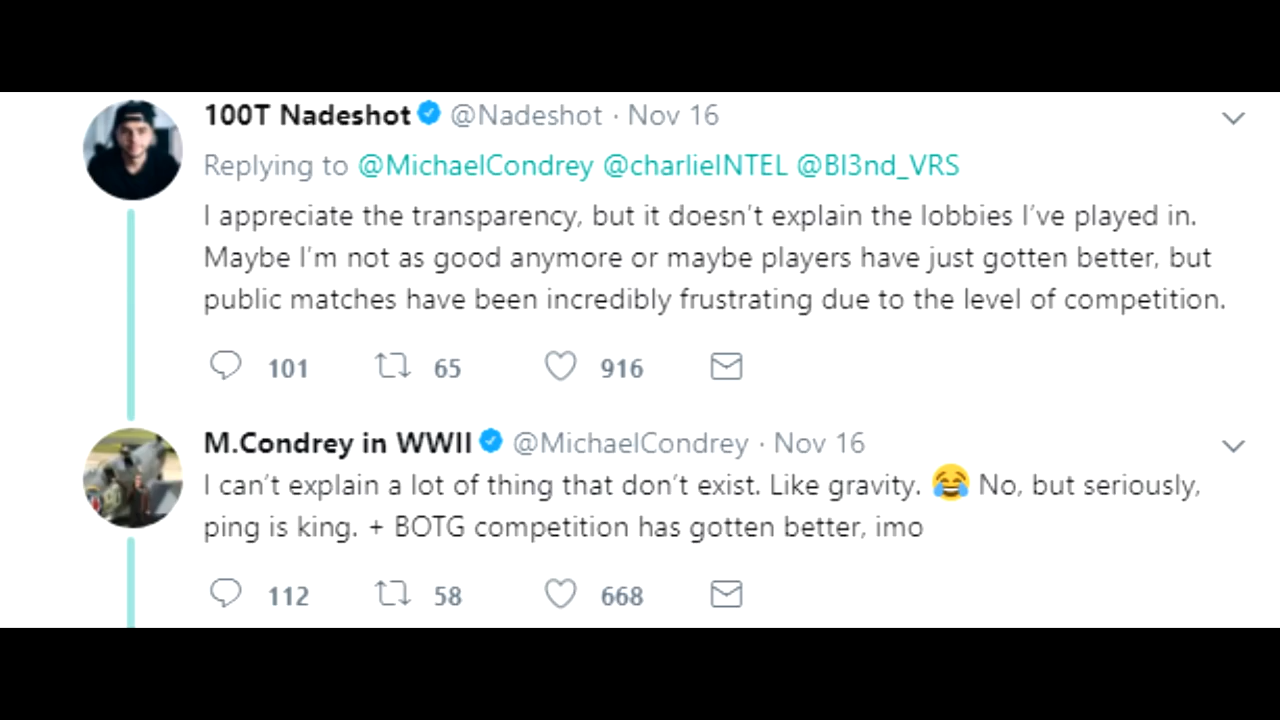 100T Nadeshot @Nadeshot · Nov 16
Replying to @MichaelCondrey @charlieINTEL @Bl3nd_VRS
I appreciate the transparency, but it doesn't explain the lobbies I've played in.
Maybe I'm not as good anymore or maybe players have just gotten better, but
public matches have been incredibly frustrating due to the level of competition.
101 65 916
M.Condrey in WWII @MichaelCondrey · Nov 16
I can't explain a lot of thing that don't exist. Like gravity. 😂 No, but seriously,
ping is king. + BOTG competition has gotten better, imo
112 58 668